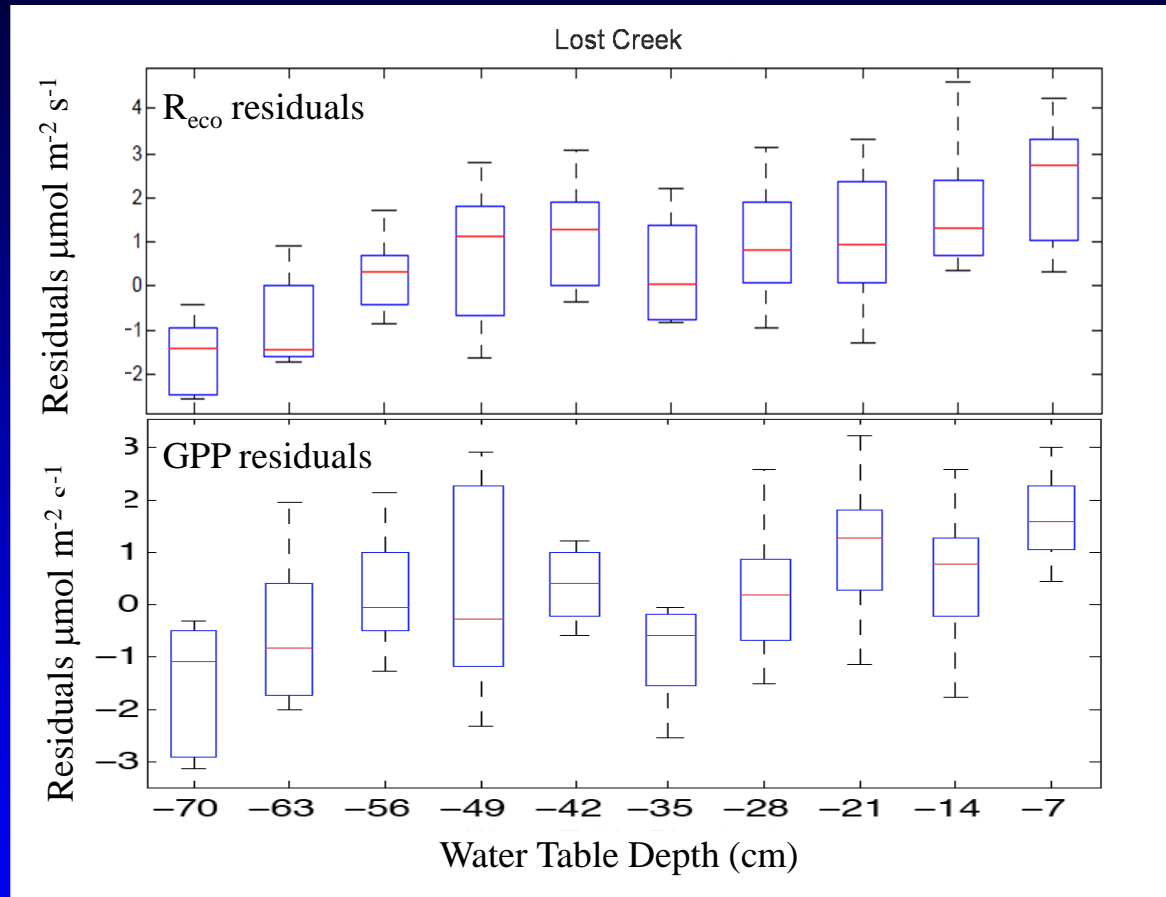 Lost Creek
Residuals μmol m⁻² s⁻¹
R_eco residuals
4
3
2
1
0
-1
-2
Residuals μmol m⁻² s⁻¹
GPP residuals
3
2
1
0
−1
−2
−3
−70 −63 −56 −49 −42 −35 −28 −21 −14 −7
Water Table Depth (cm)